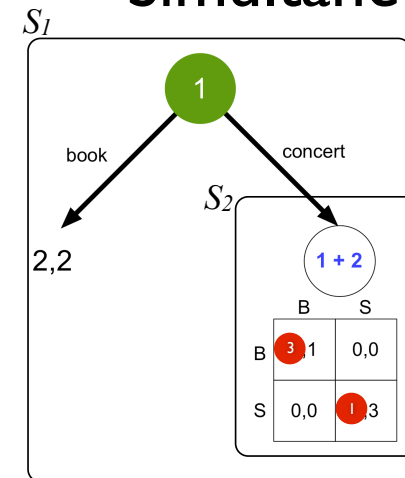 S1
1
book
concert
S2
2,2
1 + 2
B S
B 3,1 0,0
S 0,0 1,3